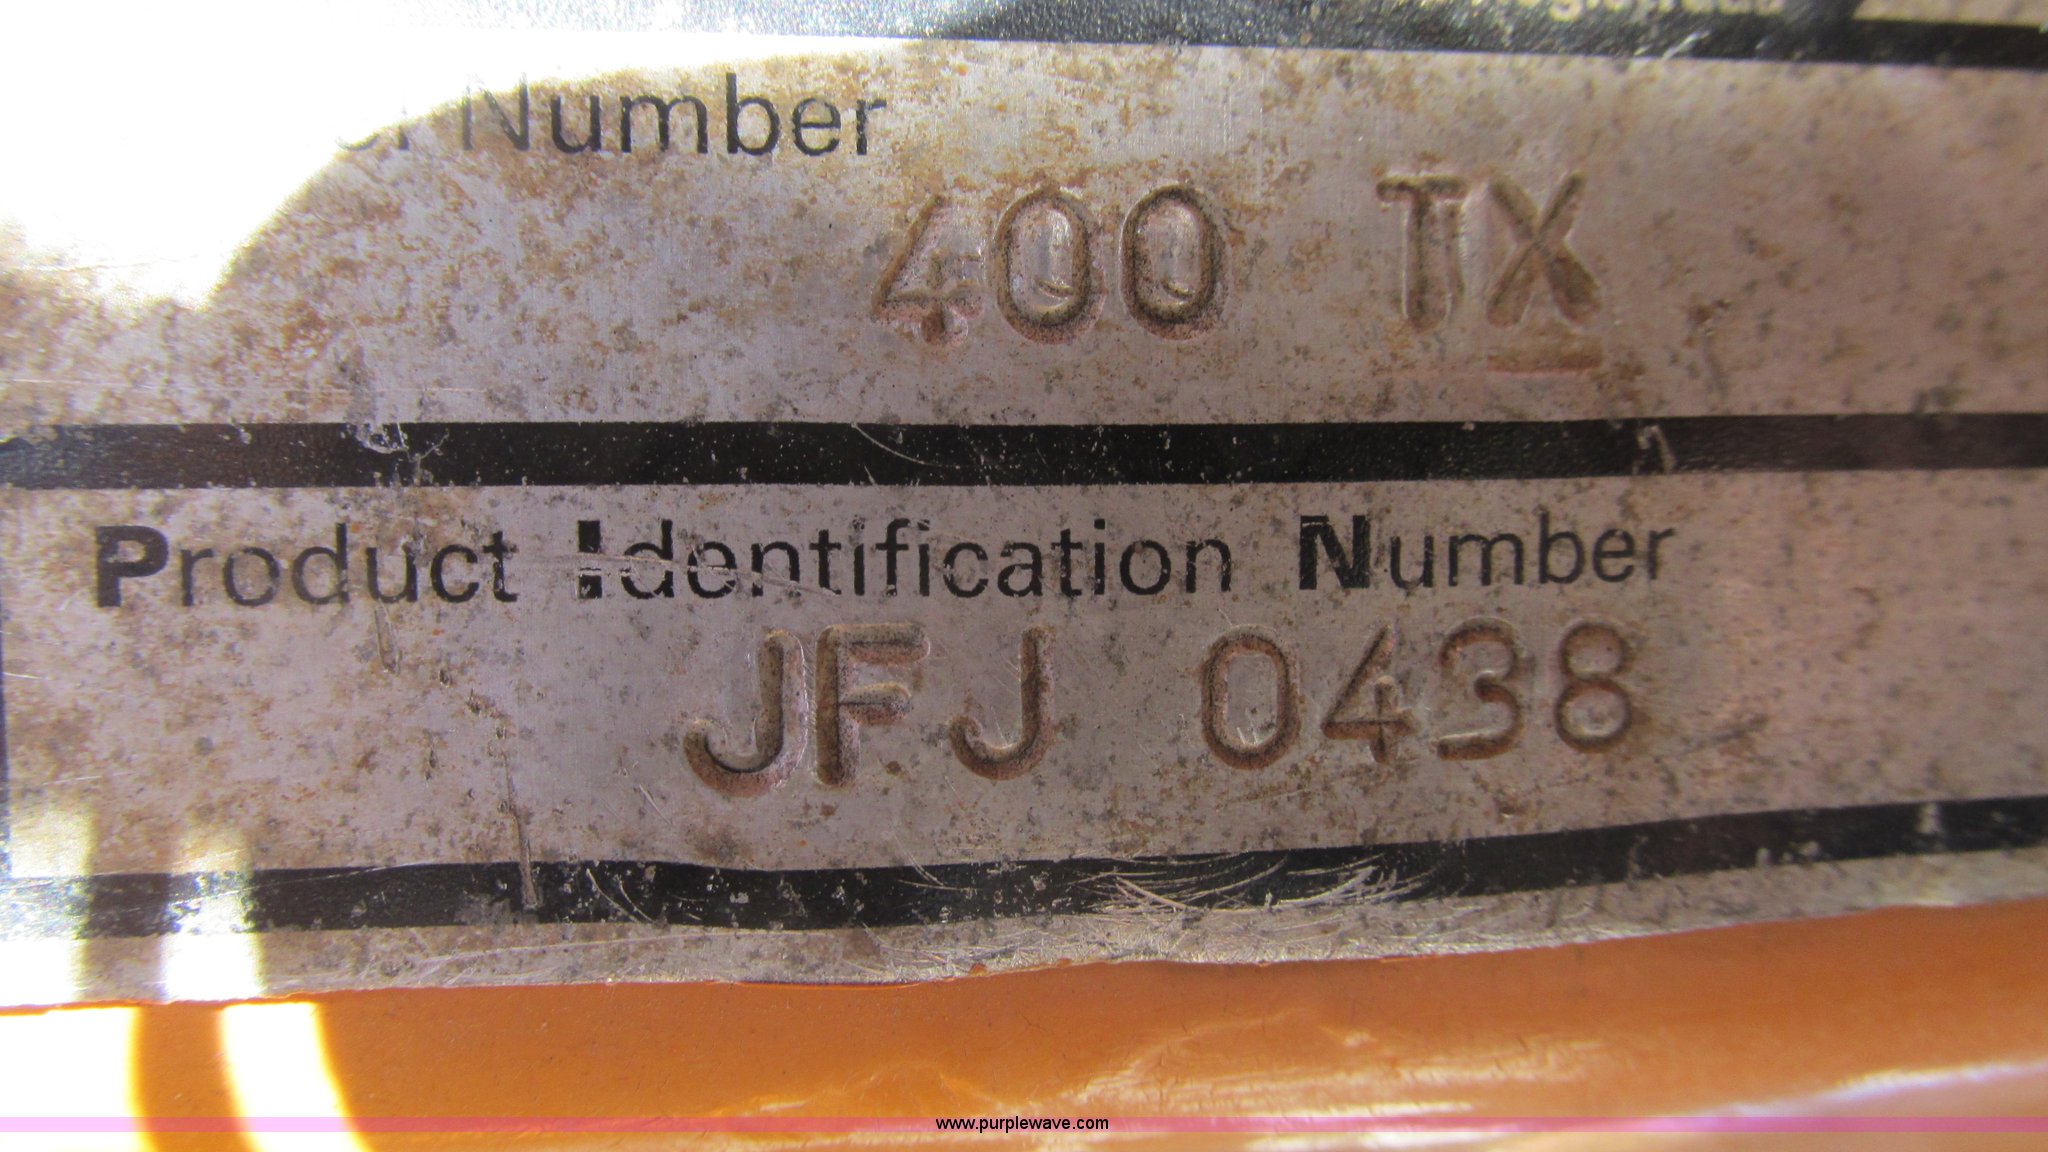 Number
400 TX
Product Identification Number
JFJ 0438
www.purplewave.com